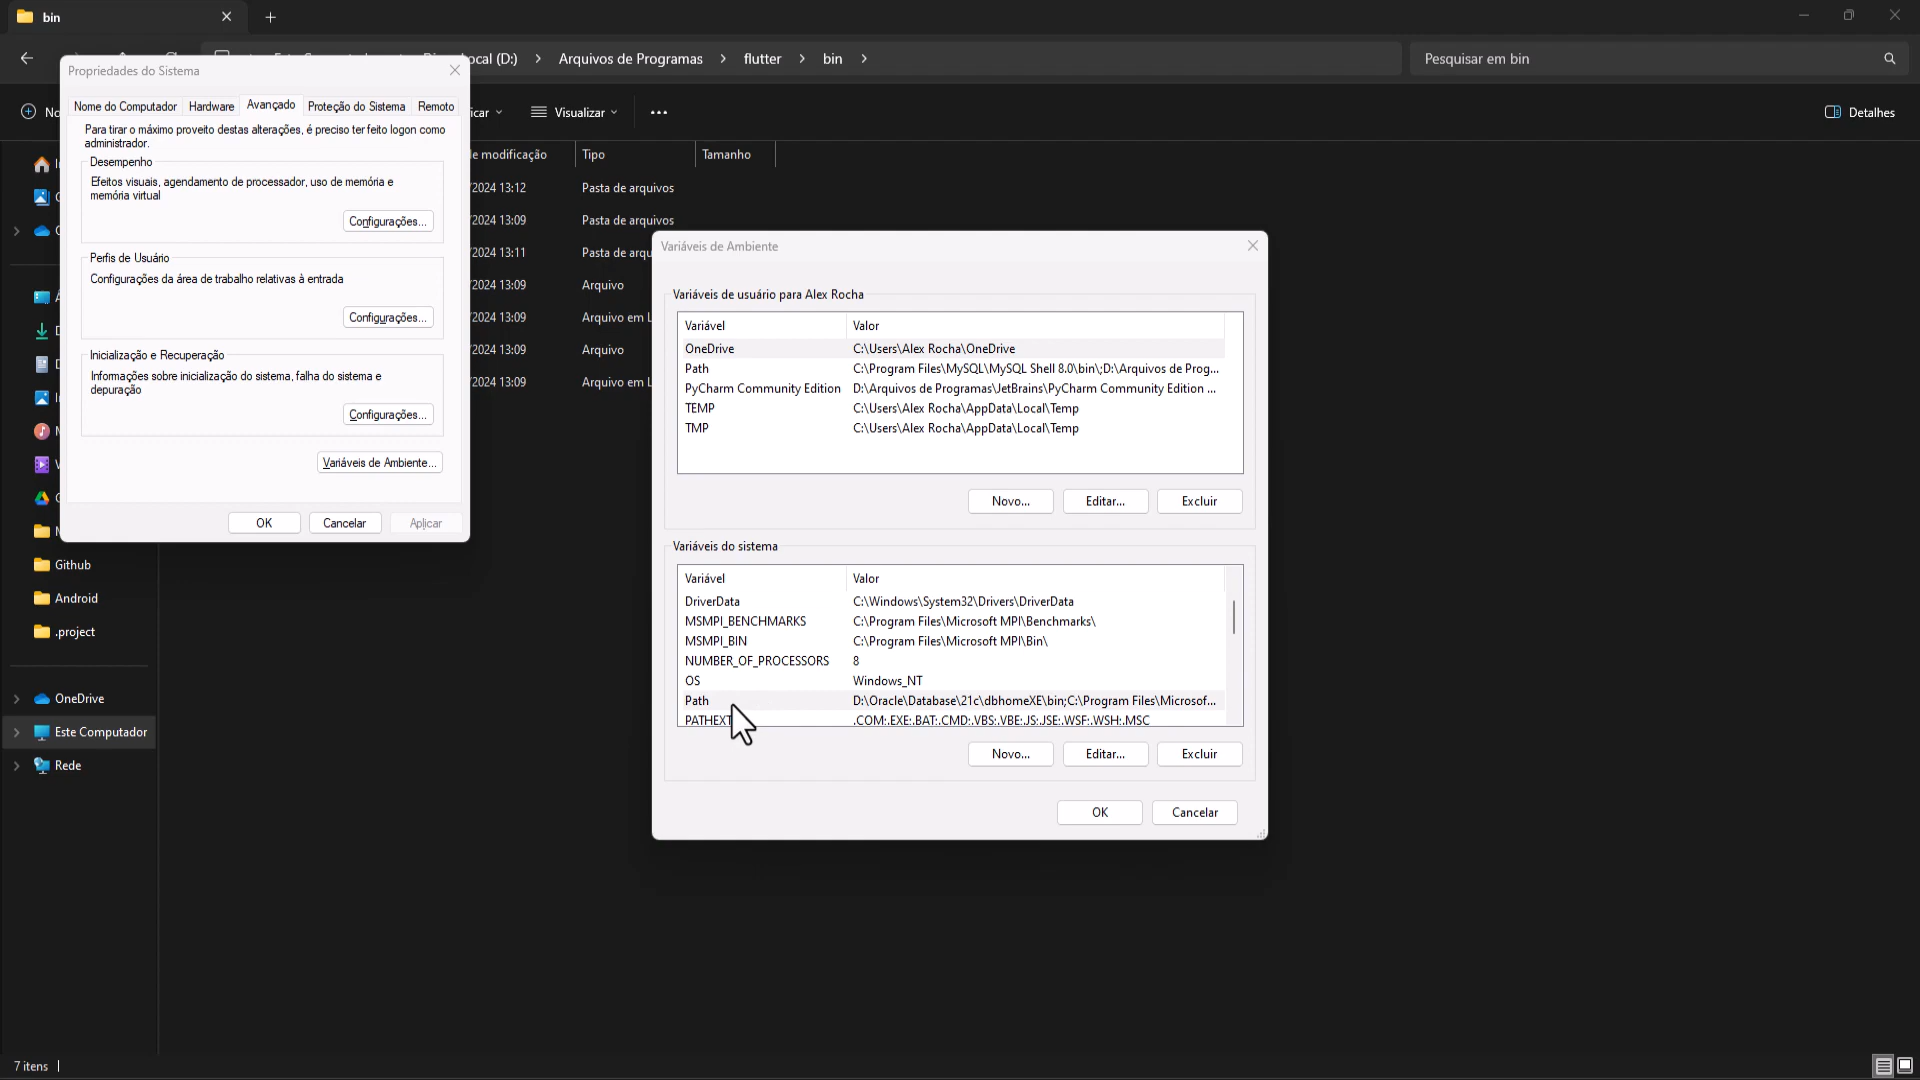 bin
ocal (D:) > Arquivos de Programas > flutter > bin >
Pesquisar em bin
Visualizar
Detalhes
Propriedades do Sistema
Nome do Computador Hardware Avançado Proteção do Sistema Remoto
Para tirar o máximo proveito destas alterações, é preciso ter feito logon como
administrador.
Desempenho
Efeitos visuais, agendamento de processador, uso de memória e
memória virtual
Configurações...
Perfis de Usuário
Configurações da área de trabalho relativas à entrada
Configurações...
Inicialização e Recuperação
Informações sobre inicialização do sistema, falha do sistema e
depuração
Configurações...
Variáveis de Ambiente...
OK Cancelar Aplicar
e modificação Tipo Tamanho
/2024 13:12 Pasta de arquivos
/2024 13:09 Pasta de arquivos
/2024 13:11 Pasta de arqu
/2024 13:09 Arquivo
/2024 13:09 Arquivo em L
/2024 13:09 Arquivo
/2024 13:09 Arquivo em L
Variáveis de Ambiente
Variáveis de usuário para Alex Rocha
Variável Valor
OneDrive C:\Users\Alex Rocha\OneDrive
Path C:\Program Files\MySQL\MySQL Shell 8.0\bin\;D:\Arquivos de Prog...
PyCharm Community Edition D:\Arquivos de Programas\JetBrains\PyCharm Community Edition ...
TEMP C:\Users\Alex Rocha\AppData\Local\Temp
TMP C:\Users\Alex Rocha\AppData\Local\Temp
Novo... Editar... Excluir
Variáveis do sistema
Variável Valor
DriverData C:\Windows\System32\Drivers\DriverData
MSMPI_BENCHMARKS C:\Program Files\Microsoft MPI\Benchmarks\
MSMPI_BIN C:\Program Files\Microsoft MPI\Bin\
NUMBER_OF_PROCESSORS 8
OS Windows_NT
Path D:\Oracle\Database\21c\dbhomeXE\bin;C:\Program Files\Microsof...
PATHEXT .COM;.EXE;.BAT;.CMD;.VBS;.VBE;.JS;.JSE;.WSF;.WSH;.MSC
Novo... Editar... Excluir
OK Cancelar
Github
Android
.project
OneDrive
Este Computador
Rede
7 itens